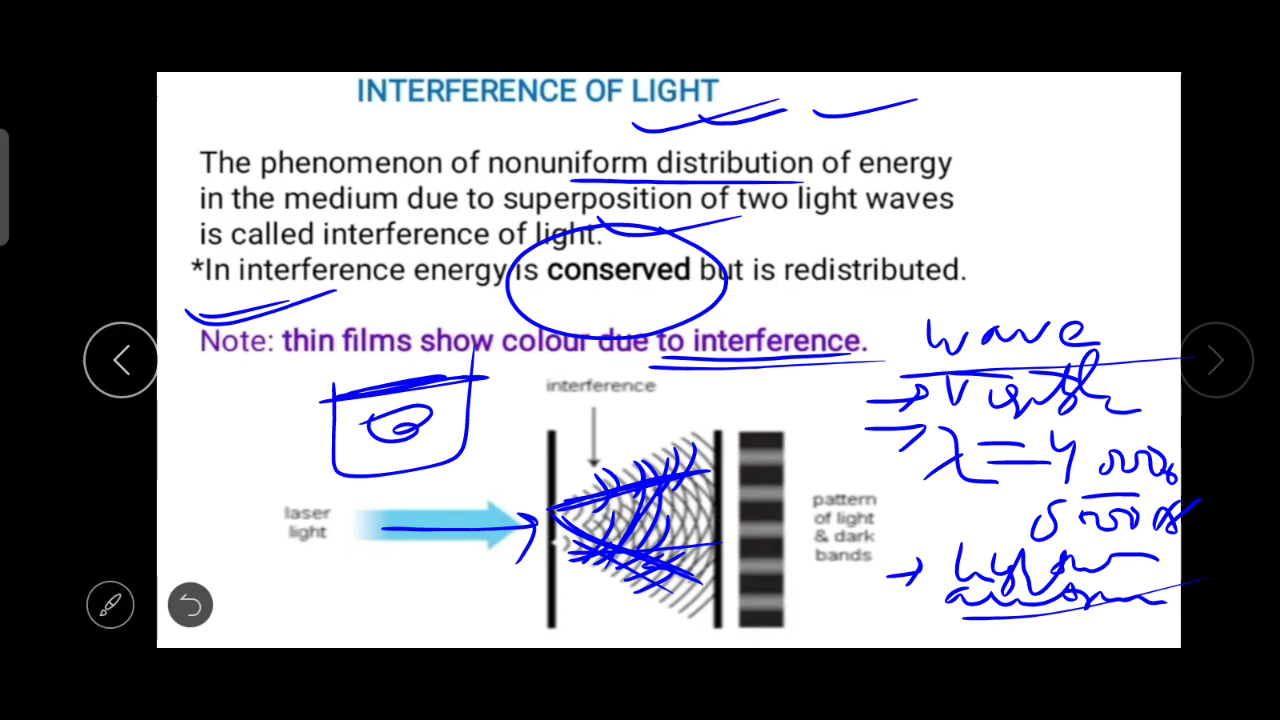 INTERFERENCE OF LIGHT
The phenomenon of nonuniform distribution of energy
in the medium due to superposition of two light waves
is called interference of light.
*In interference energy is conserved but is redistributed.
Note: thin films show colour due to interference.
interference
laser
light
pattern
of light
& dark
bands
wave